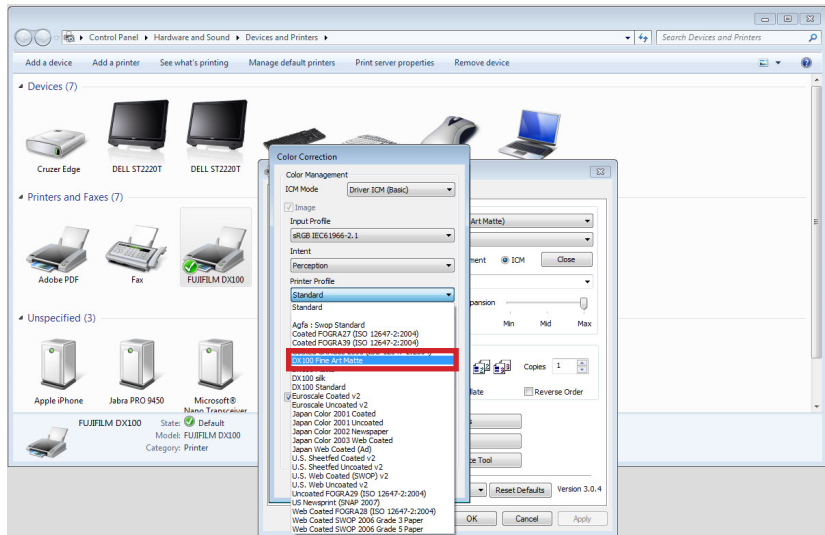 Control Panel ▸ Hardware and Sound ▸ Devices and Printers ▸
Search Devices and Printers
Add a device Add a printer See what's printing Manage default printers Print server properties Remove device
Devices (7)
Cruzer Edge DELL ST2220T DELL ST2220T
Printers and Faxes (7)
Adobe PDF Fax FUJIFILM DX100
Unspecified (3)
Apple iPhone Jabra PRO 9450 Microsoft®
Nano Transceiver
FUJIFILM DX100 State: Default
Model: FUJIFILM DX100
Category: Printer
Color Correction
Color Management
ICM Mode Driver ICM (Basic)
Image
Input Profile
sRGB IEC61966-2.1
Intent
Perception
Printer Profile
Standard
Standard
Agfa : Swop Standard
Coated FOGRA27 (ISO 12647-2:2004)
Coated FOGRA39 (ISO 12647-2:2004)
DX100 Fine Art Matte
DX100 silk
DX100 Standard
Euroscale Coated v2
Euroscale Uncoated v2
Japan Color 2001 Coated
Japan Color 2001 Uncoated
Japan Color 2002 Newspaper
Japan Color 2003 Web Coated
Japan Web Coated (Ad)
U.S. Sheetfed Coated v2
U.S. Sheetfed Uncoated v2
U.S. Web Coated (SWOP) v2
U.S. Web Uncoated v2
Uncoated FOGRA29 (ISO 12647-2:2004)
US Newsprint (SNAP 2007)
Web Coated FOGRA28 (ISO 12647-2:2004)
Web Coated SWOP 2006 Grade 3 Paper
Web Coated SWOP 2006 Grade 5 Paper
Art Matte)
ICM Close
Min Mid Max
Copies 1
Reverse Order
Tool
Reset Defaults Version 3.0.4
OK Cancel Apply